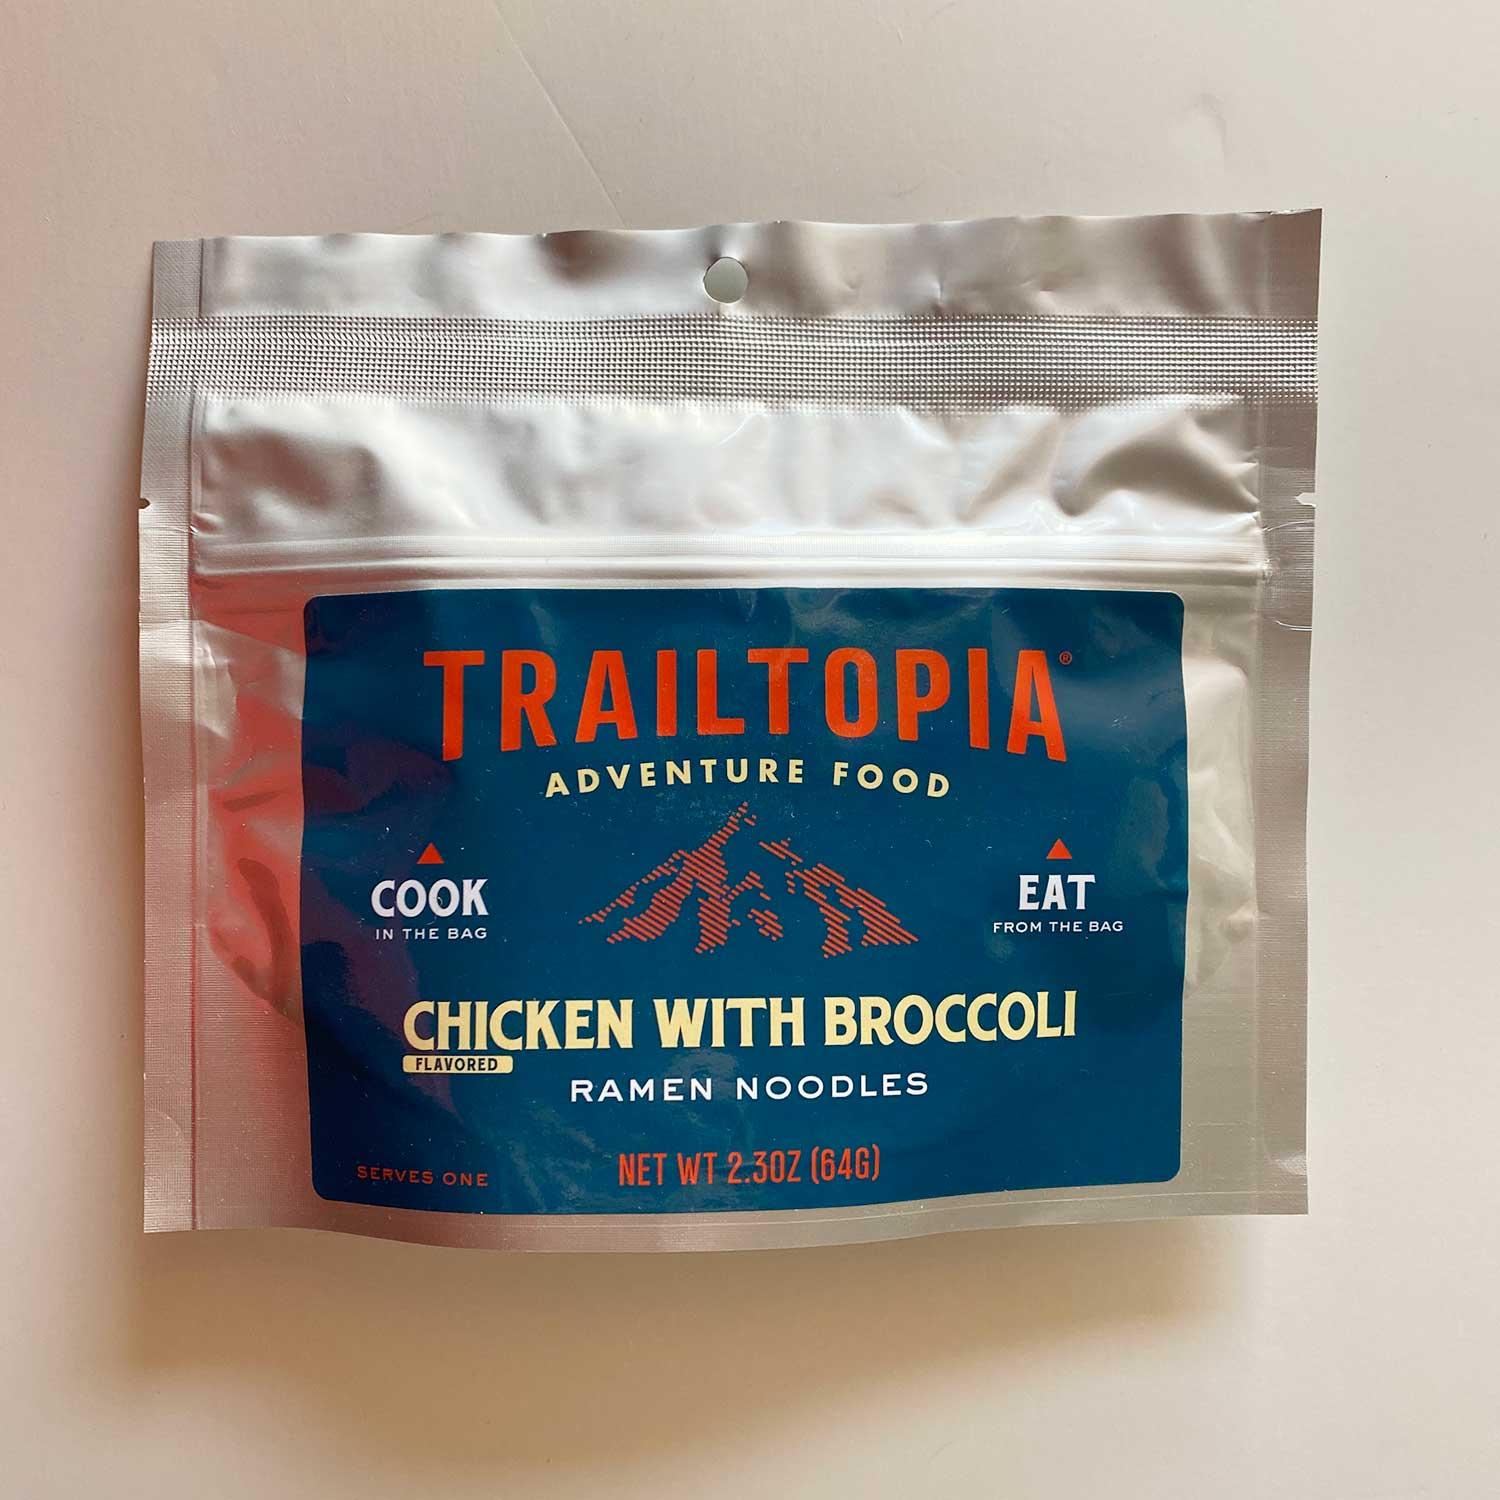 TRAILTOPIA®
ADVENTURE FOOD
COOK
IN THE BAG
EAT
FROM THE BAG
CHICKEN WITH BROCCOLI
FLAVORED
RAMEN NOODLES
SERVES ONE
NET WT 2.3OZ (64G)